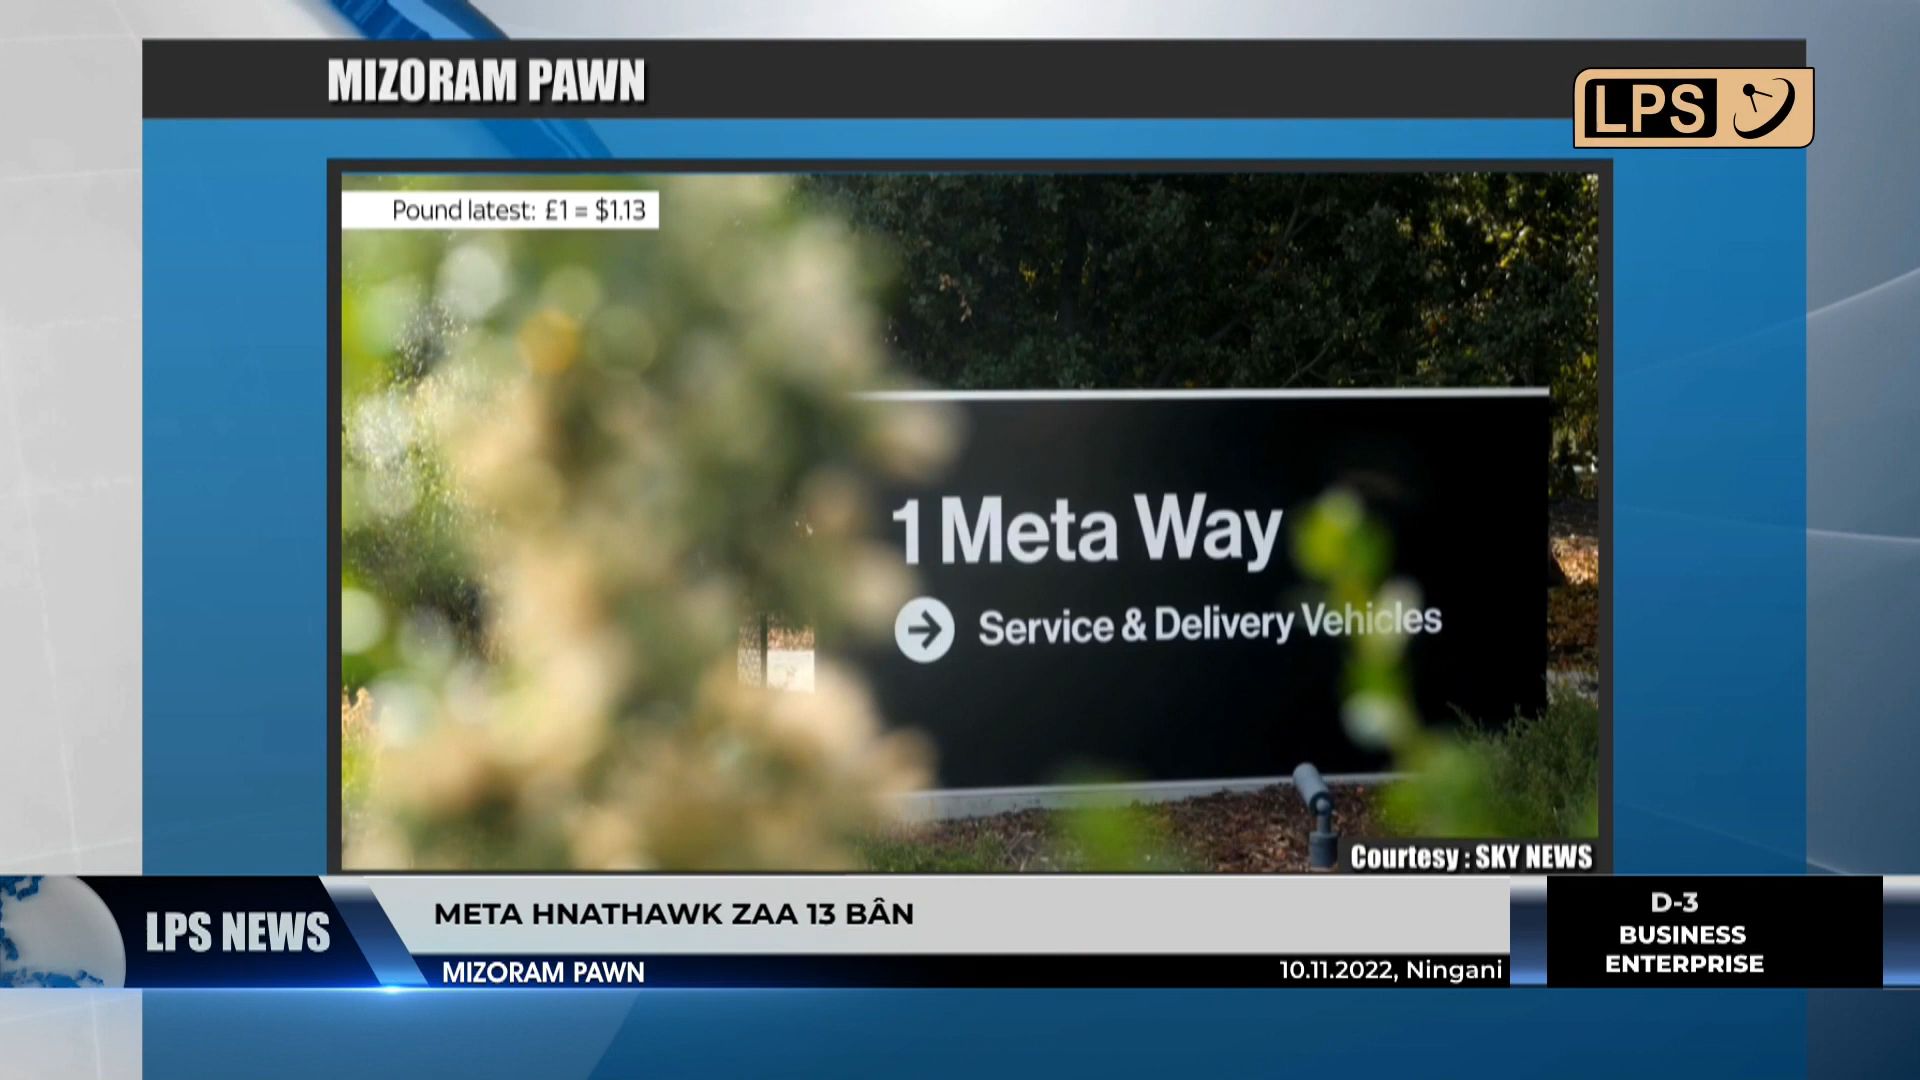 MIZORAM PAWN
LPS
Pound latest: £1 = $1.13
1 Meta Way
Service & Delivery Vehicles
Courtesy : SKY NEWS
LPS NEWS
META HNATHAWK ZAA 13 BÂN
MIZORAM PAWN
10.11.2022, Ningani
D-3
BUSINESS
ENTERPRISE